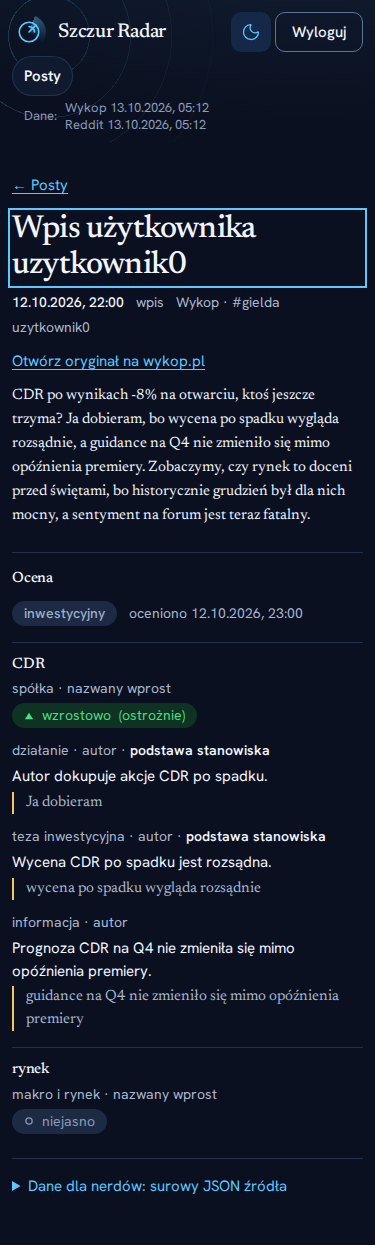 Szczur Radar
Wyloguj
Posty
Dane:
Wykop 13.10.2026, 05:12
Reddit 13.10.2026, 05:12
← Posty
Wpis użytkownika
uzytkownik0
12.10.2026, 22:00 wpis Wykop · #gielda
uzytkownik0
Otwórz oryginał na wykop.pl
CDR po wynikach -8% na otwarciu, ktoś jeszcze
trzyma? Ja dobieram, bo wycena po spadku wygląda
rozsądnie, a guidance na Q4 nie zmieniło się mimo
opóźnienia premiery. Zobaczymy, czy rynek to doceni
przed świętami, bo historycznie grudzień był dla nich
mocny, a sentyment na forum jest teraz fatalny.
Ocena
inwestycyjny oceniono 12.10.2026, 23:00
CDR
spółka · nazwany wprost
▲ wzrostowo (ostrożnie)
działanie · autor · podstawa stanowiska
Autor dokupuje akcje CDR po spadku.
Ja dobieram
teza inwestycyjna · autor · podstawa stanowiska
Wycena CDR po spadku jest rozsądna.
wycena po spadku wygląda rozsądnie
informacja · autor
Prognoza CDR na Q4 nie zmieniła się mimo
opóźnienia premiery.
guidance na Q4 nie zmieniło się mimo opóźnienia
premiery
rynek
makro i rynek · nazwany wprost
○ niejasno
▶ Dane dla nerdów: surowy JSON źródła